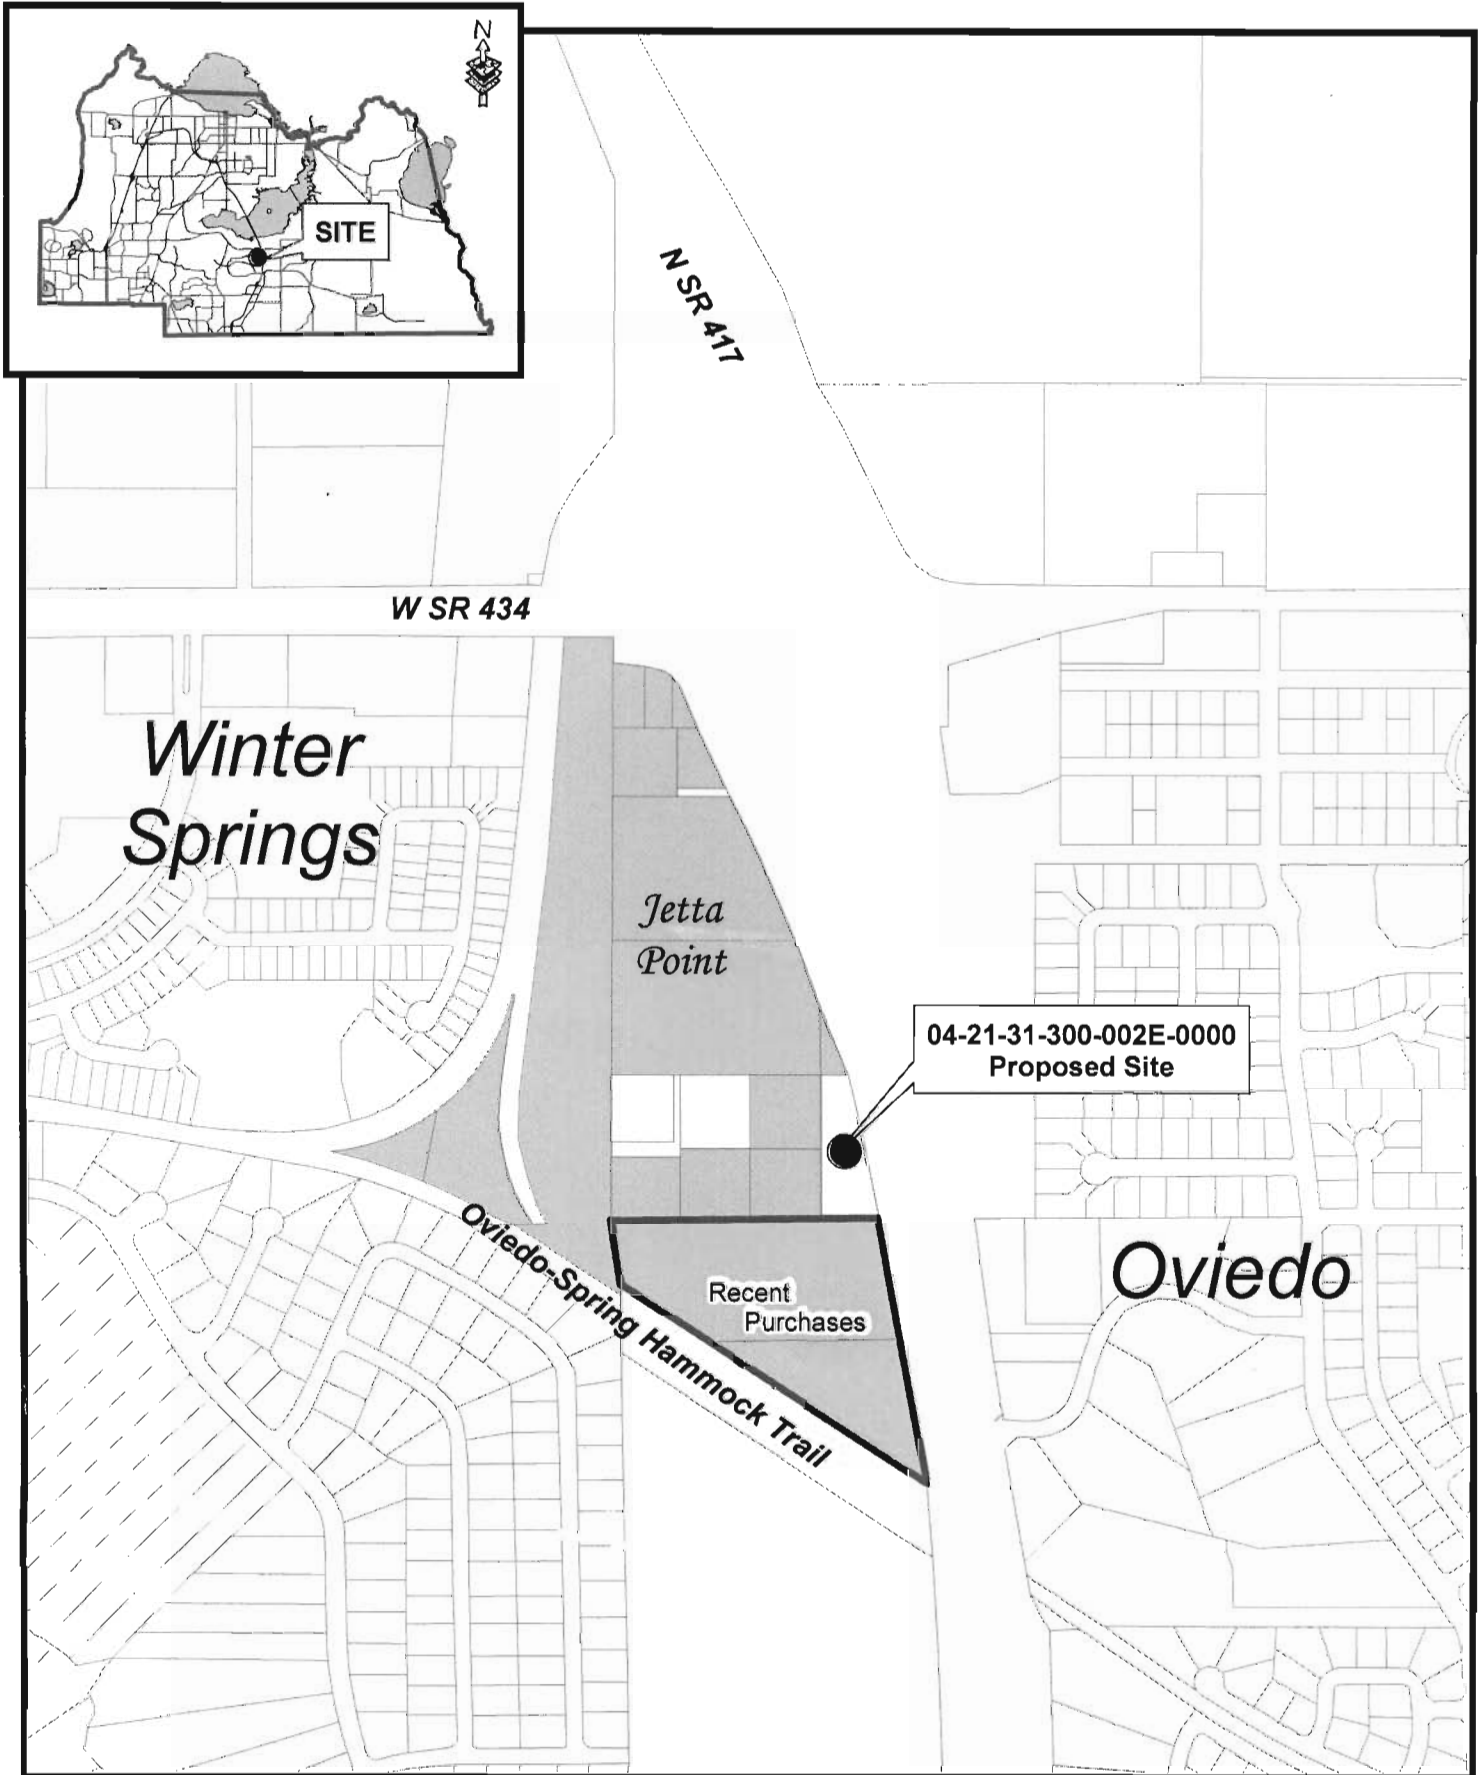 N
SITE
N SR 417
W SR 434
Winter
Springs
Jetta
Point
04-21-31-300-002E-0000
Proposed Site
Oviedo
Recent
Purchases
Oviedo-Spring Hammock Trail